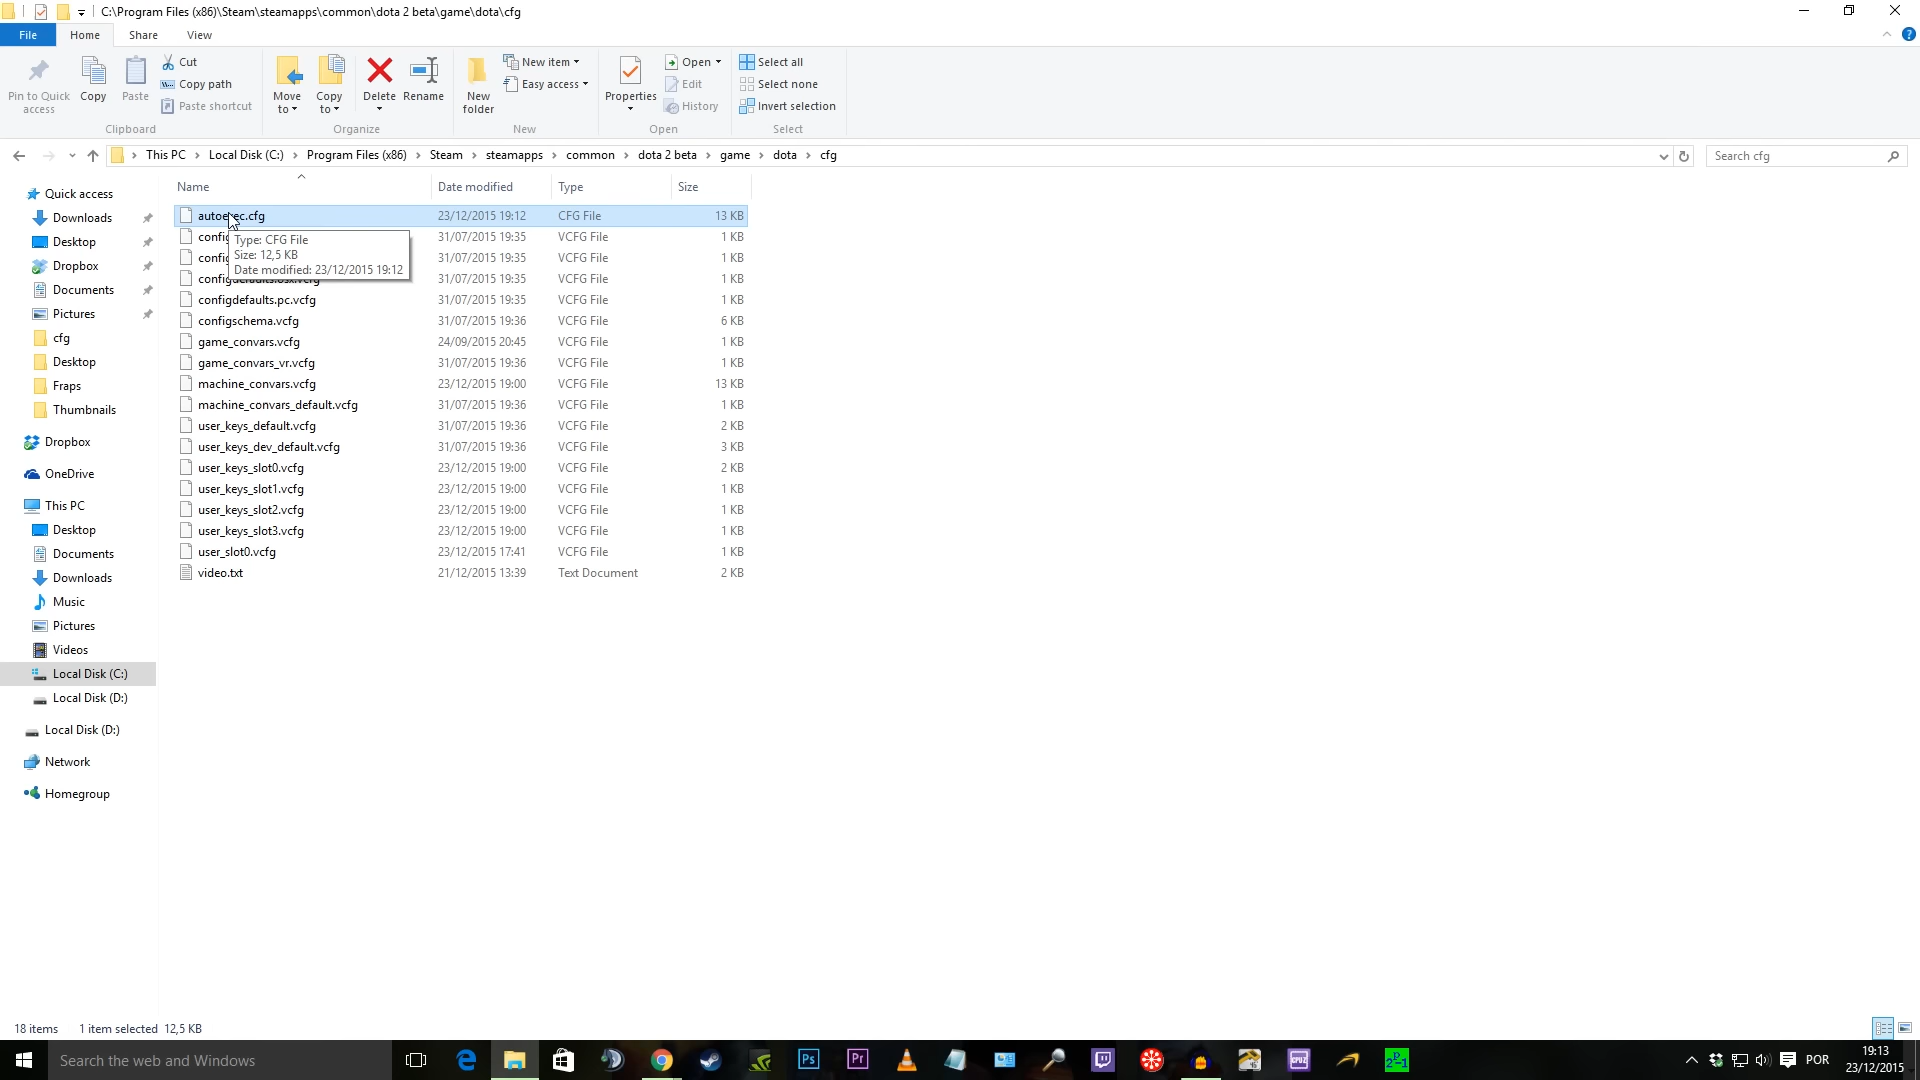 C:\Program Files (x86)\Steam\steamapps\common\dota 2 beta\game\dota\cfg
File Home Share View
Pin to Quick access
Copy
Paste
Cut
Copy path
Paste shortcut
Clipboard
Move to
Copy to
Delete
Rename
Organize
New folder
New item
Easy access
New
Properties
Open
Edit
History
Open
Select all
Select none
Invert selection
Select
This PC Local Disk (C:) Program Files (x86) Steam steamapps common dota 2 beta game dota cfg
Search cfg
Quick access
Downloads
Desktop
Dropbox
Documents
Pictures
cfg
Desktop
Fraps
Thumbnails
Dropbox
OneDrive
This PC
Desktop
Documents
Downloads
Music
Pictures
Videos
Local Disk (C:)
Local Disk (D:)
Local Disk (D:)
Network
Homegroup
Name Date modified Type Size
autoexec.cfg 23/12/2015 19:12 CFG File 13 KB
31/07/2015 19:35 VCFG File 1 KB
31/07/2015 19:35 VCFG File 1 KB
configdefaults.osx.vcfg 31/07/2015 19:35 VCFG File 1 KB
configdefaults.pc.vcfg 31/07/2015 19:35 VCFG File 1 KB
configschema.vcfg 31/07/2015 19:36 VCFG File 6 KB
game_convars.vcfg 24/09/2015 20:45 VCFG File 1 KB
game_convars_vr.vcfg 31/07/2015 19:36 VCFG File 1 KB
machine_convars.vcfg 23/12/2015 19:00 VCFG File 13 KB
machine_convars_default.vcfg 31/07/2015 19:36 VCFG File 1 KB
user_keys_default.vcfg 31/07/2015 19:36 VCFG File 2 KB
user_keys_dev_default.vcfg 31/07/2015 19:36 VCFG File 3 KB
user_keys_slot0.vcfg 23/12/2015 19:00 VCFG File 2 KB
user_keys_slot1.vcfg 23/12/2015 19:00 VCFG File 1 KB
user_keys_slot2.vcfg 23/12/2015 19:00 VCFG File 1 KB
user_keys_slot3.vcfg 23/12/2015 19:00 VCFG File 1 KB
user_slot0.vcfg 23/12/2015 17:41 VCFG File 1 KB
video.txt 21/12/2015 13:39 Text Document 2 KB
Type: CFG File
Size: 12,5 KB
Date modified: 23/12/2015 19:12
18 items 1 item selected 12,5 KB
Search the web and Windows
Ps
Pr
POR
19:13
23/12/2015